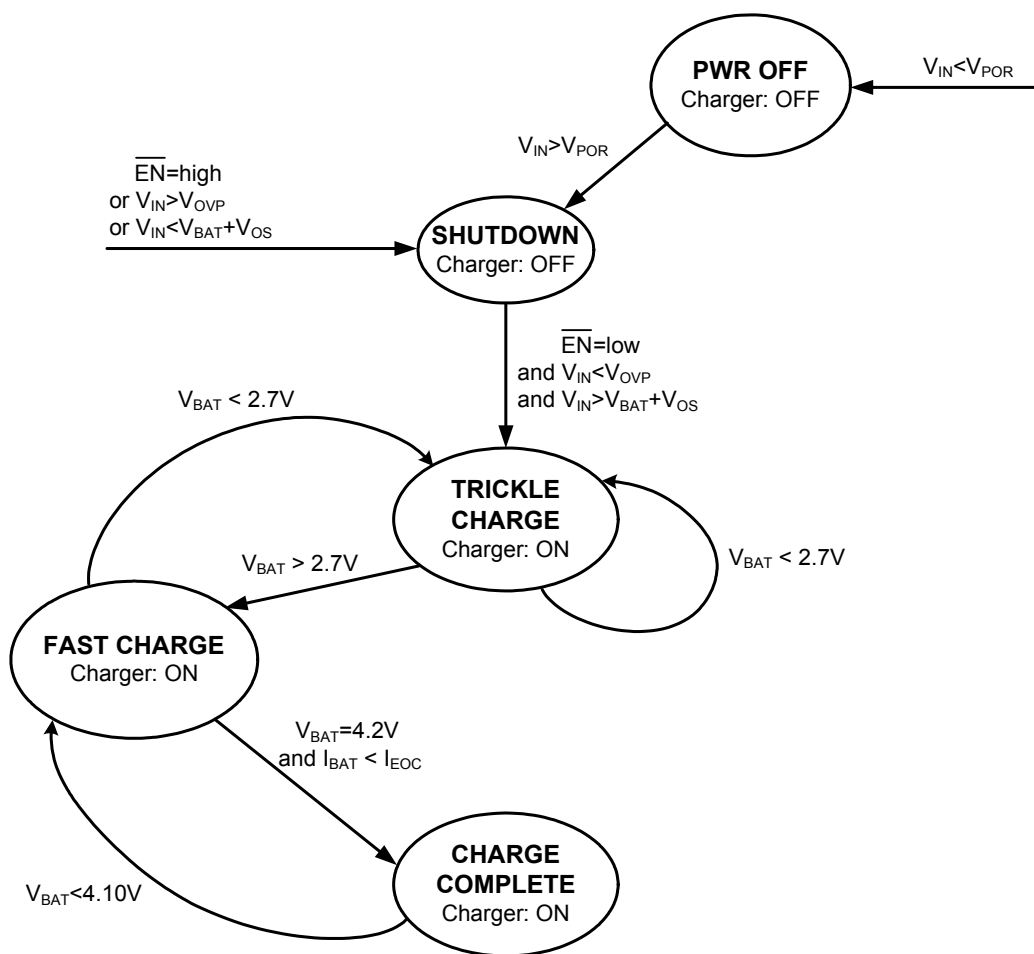 PWR OFF
Charger: OFF
V_IN<V_POR
V_IN>V_POR
E̅N̅=high
or V_IN>V_OVP
or V_IN<V_BAT+V_OS
SHUTDOWN
Charger: OFF
E̅N̅=low
and V_IN<V_OVP
and V_IN>V_BAT+V_OS
V_BAT < 2.7V
TRICKLE
CHARGE
Charger: ON
V_BAT < 2.7V
V_BAT > 2.7V
FAST CHARGE
Charger: ON
V_BAT=4.2V
and I_BAT < I_EOC
CHARGE
COMPLETE
Charger: ON
V_BAT<4.10V